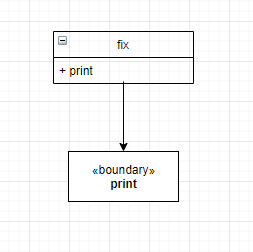 fix
+ print
«boundary»
print